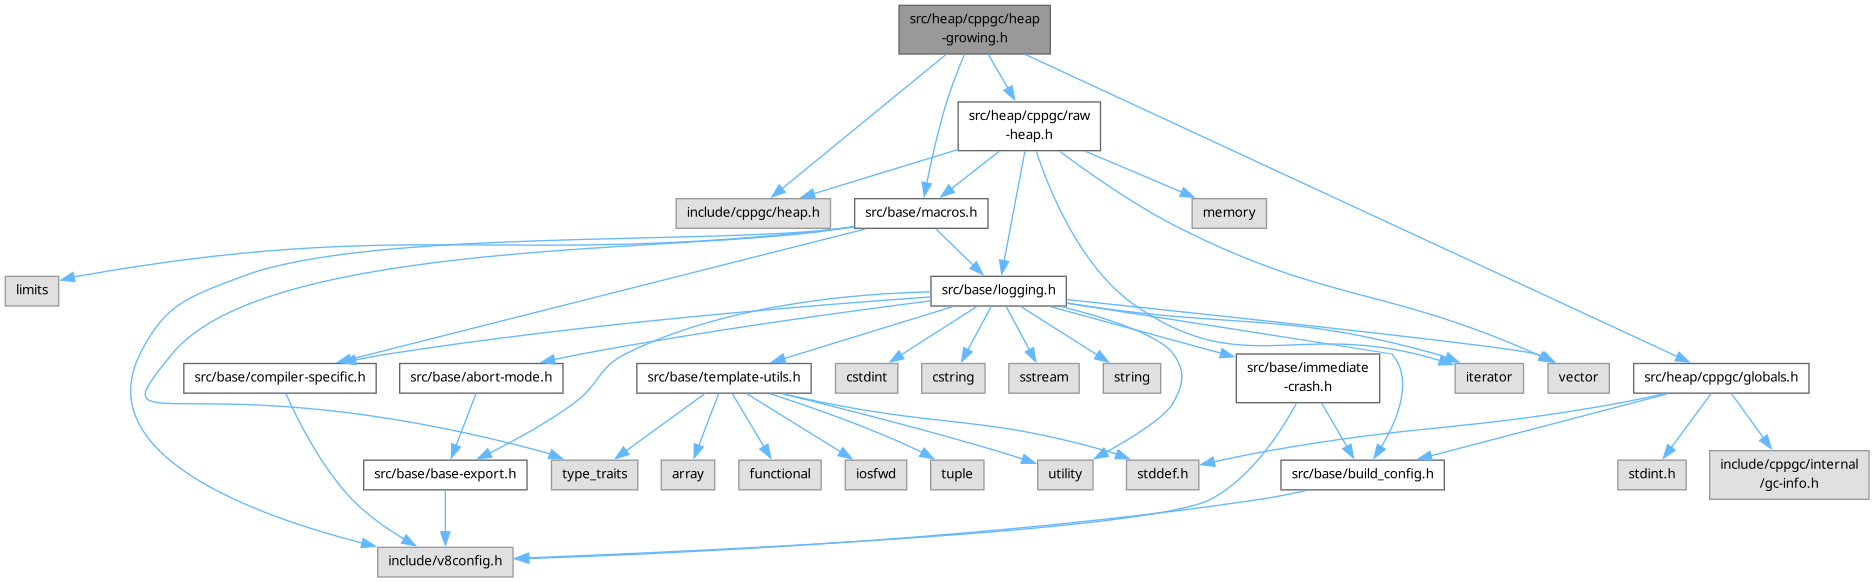 src/heap/cppgc/heap
-growing.h
src/heap/cppgc/raw
-heap.h
include/cppgc/heap.h
src/base/macros.h
memory
limits
src/base/logging.h
src/base/compiler-specific.h
src/base/abort-mode.h
src/base/template-utils.h
cstdint
cstring
sstream
string
src/base/immediate
-crash.h
iterator
vector
src/heap/cppgc/globals.h
src/base/base-export.h
type_traits
array
functional
iosfwd
tuple
utility
stddef.h
src/base/build_config.h
stdint.h
include/cppgc/internal
/gc-info.h
include/v8config.h